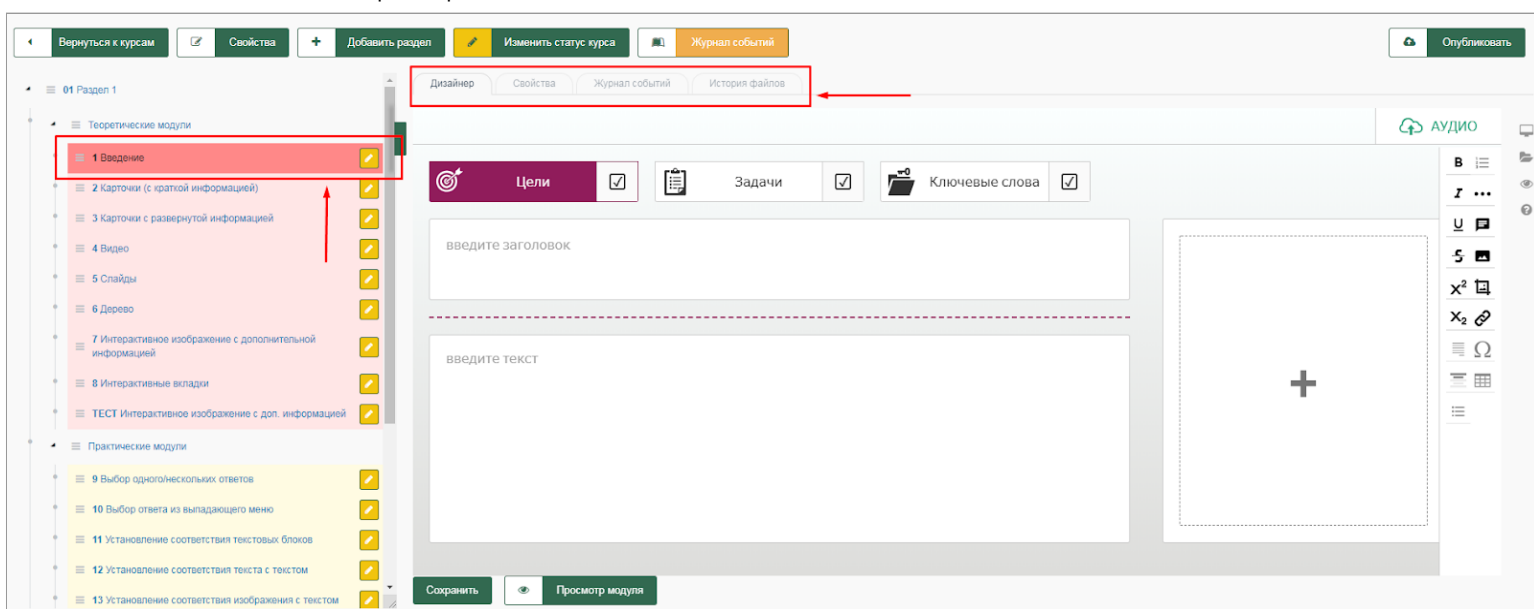 Вернуться к курсам
Свойства
Добавить раздел
Изменить статус курса
Журнал событий
Опубликовать
01 Раздел 1
Теоретические модули
1 Введение
2 Карточки (с краткой информацией)
3 Карточки с развернутой информацией
4 Видео
5 Слайды
6 Дерево
7 Интерактивное изображение с дополнительной
информацией
8 Интерактивные вкладки
ТЕСТ Интерактивное изображение с доп. информацией
Практические модули
9 Выбор одного/нескольких ответов
10 Выбор ответа из выпадающего меню
11 Установление соответствия текстовых блоков
12 Установление соответствия текста с текстом
13 Установление соответствия изображения с текстом
Дизайнер
Свойства
Журнал событий
История файлов
АУДИО
Цели
Задачи
Ключевые слова
введите заголовок
введите текст
B
I
U
S
X²
X₂
Ω
Сохранить
Просмотр модуля